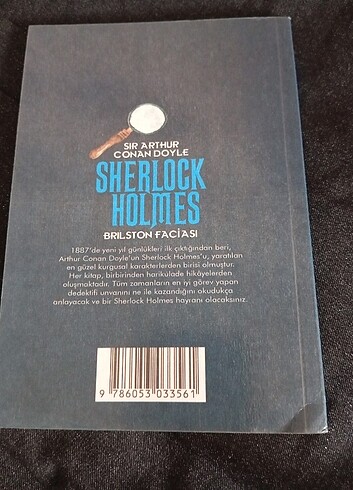 SIR ARTHUR
CONAN DOYLE
SHERLOCK
HOLMES
BRILSTON FACİASI
1887'de yeni yıl günlükleri ilk çıktığından beri,
Arthur Conan Doyle'un Sherlock Holmes'u, yaratılan
en güzel kurgusal karakterlerden birisi olmuştur.
Her kitap, birbirinden harikulade hikâyelerden
oluşmaktadır. Tüm zamanların en iyi görev yapan
dedektifi unvanını ne ile kazandığını okudukça
anlayacak ve bir Sherlock Holmes hayranı olacaksınız.
9 786053 033561